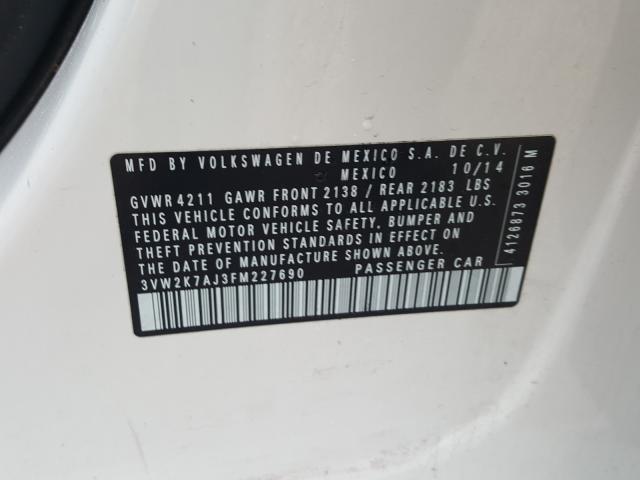 MFD BY VOLKSWAGEN DE MEXICO S.A. DE C.V.
MEXICO 10/14
GVWR 4211 GAWR FRONT 2138 / REAR 2183 LBS
THIS VEHICLE CONFORMS TO ALL APPLICABLE U.S.
FEDERAL MOTOR VEHICLE SAFETY, BUMPER AND
THEFT PREVENTION STANDARDS IN EFFECT ON
THE DATE OF MANUFACTURE SHOWN ABOVE.
3VW2K7AJ3FM227690 PASSENGER CAR
4126873 3016 M